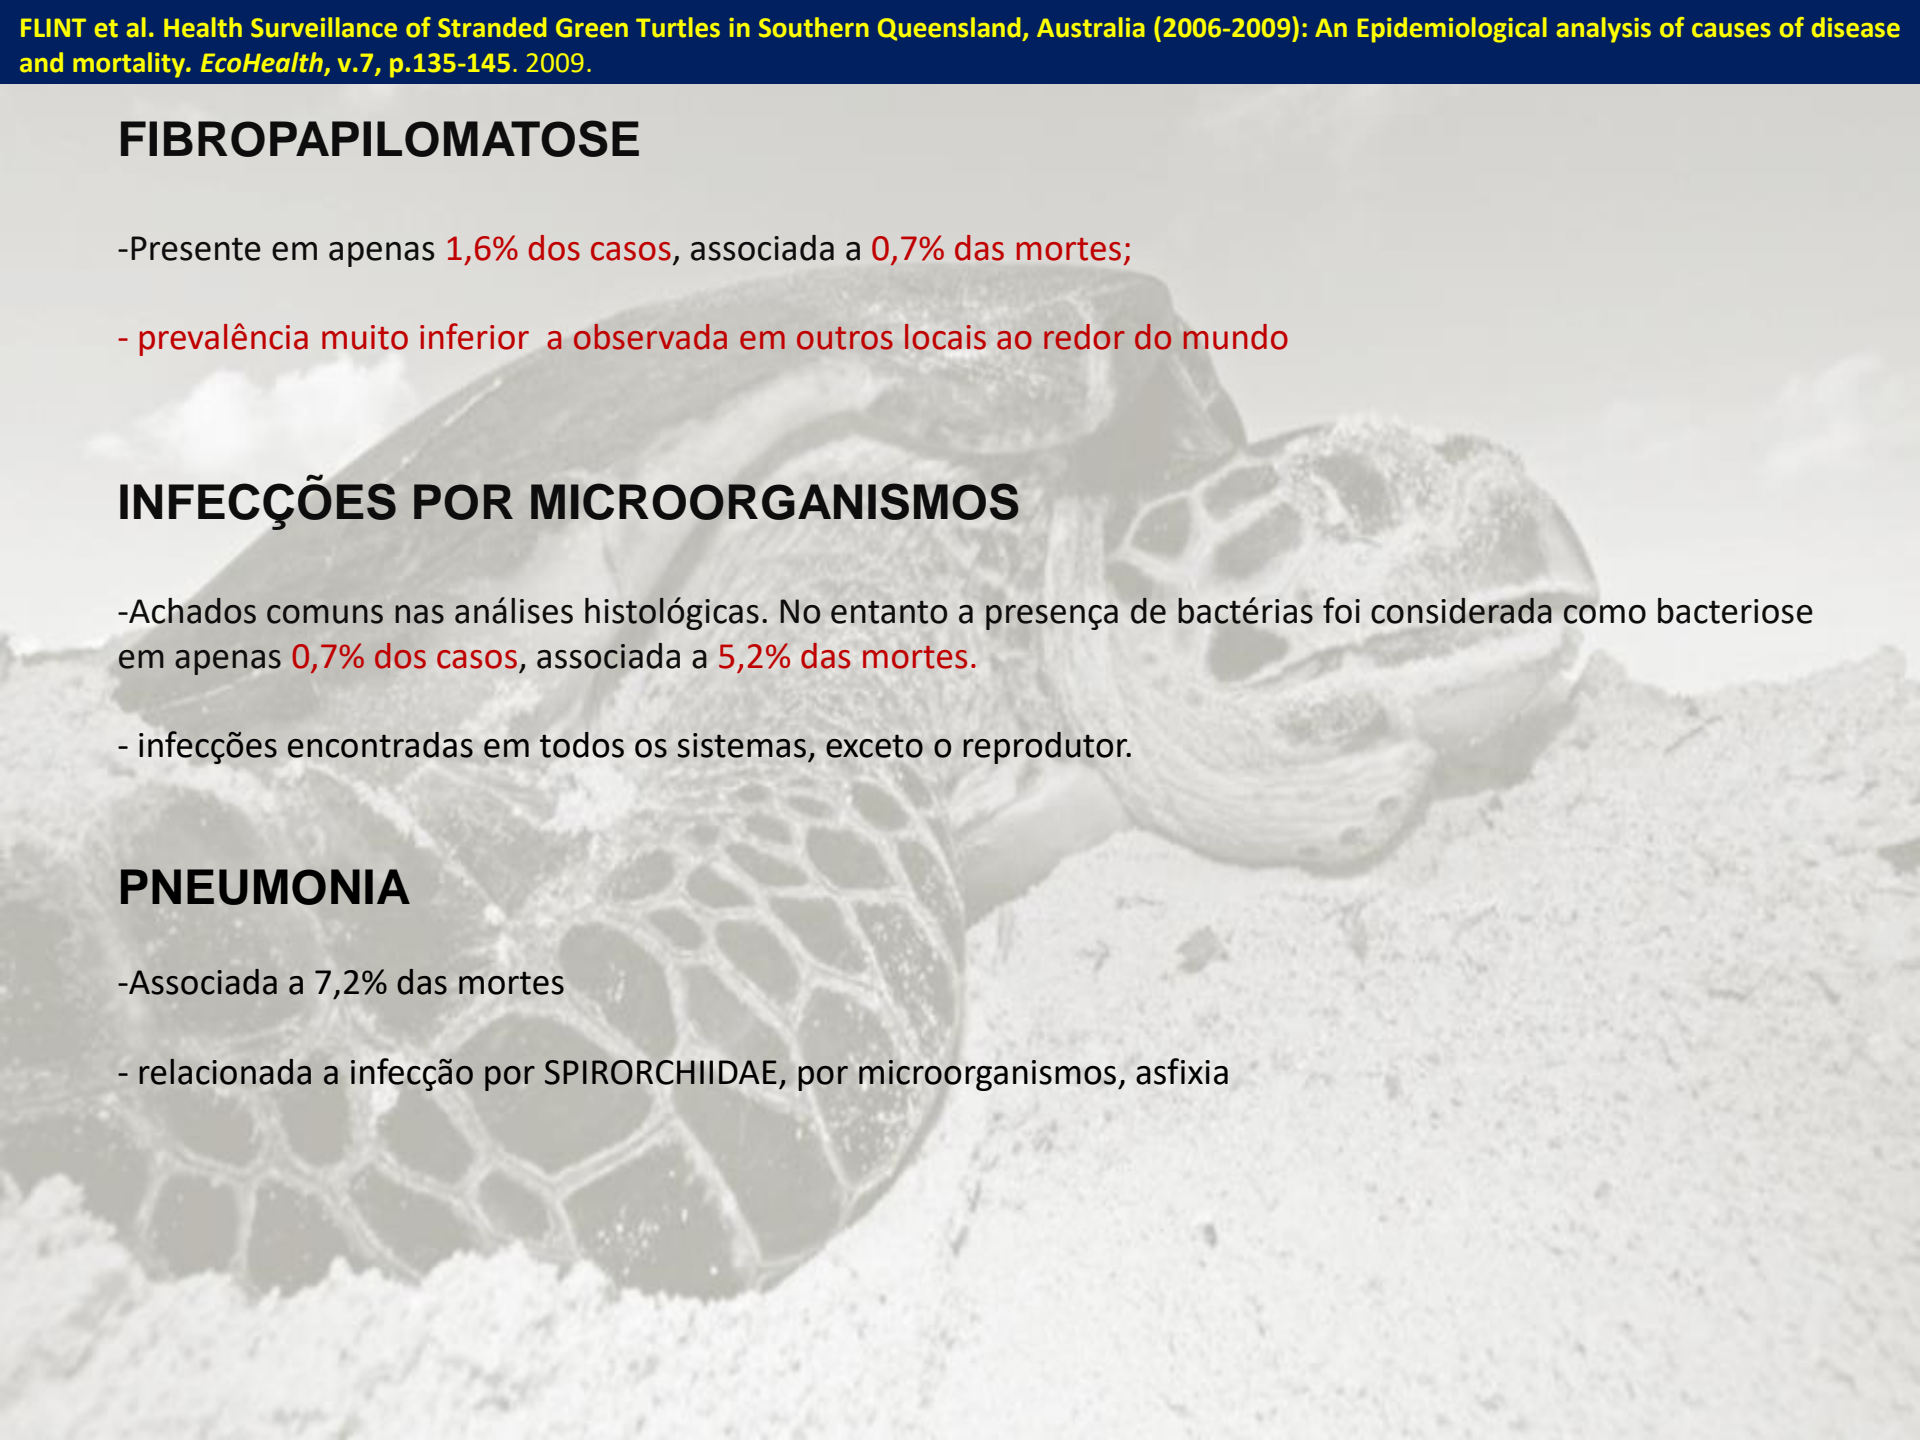 FLINT et al. Health Surveillance of Stranded Green Turtles in Southern Queensland, Australia (2006-2009): An Epidemiological analysis of causes of disease
and mortality. EcoHealth, v.7, p.135-145. 2009.
FIBROPAPILOMATOSE
-Presente em apenas 1,6% dos casos, associada a 0,7% das mortes;
- prevalência muito inferior  a observada em outros locais ao redor do mundo
INFECÇÕES POR MICROORGANISMOS
-Achados comuns nas análises histológicas. No entanto a presença de bactérias foi considerada como bacteriose
em apenas 0,7% dos casos, associada a 5,2% das mortes.
- infecções encontradas em todos os sistemas, exceto o reprodutor.
PNEUMONIA
-Associada a 7,2% das mortes
- relacionada a infecção por SPIRORCHIIDAE, por microorganismos, asfixia